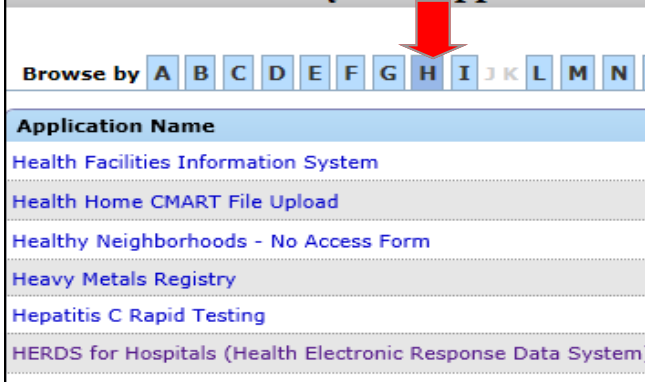 Browse by A B C D E F G H I J K L M N
Application Name
Health Facilities Information System
Health Home CMART File Upload
Healthy Neighborhoods - No Access Form
Heavy Metals Registry
Hepatitis C Rapid Testing
HERDS for Hospitals (Health Electronic Response Data System)